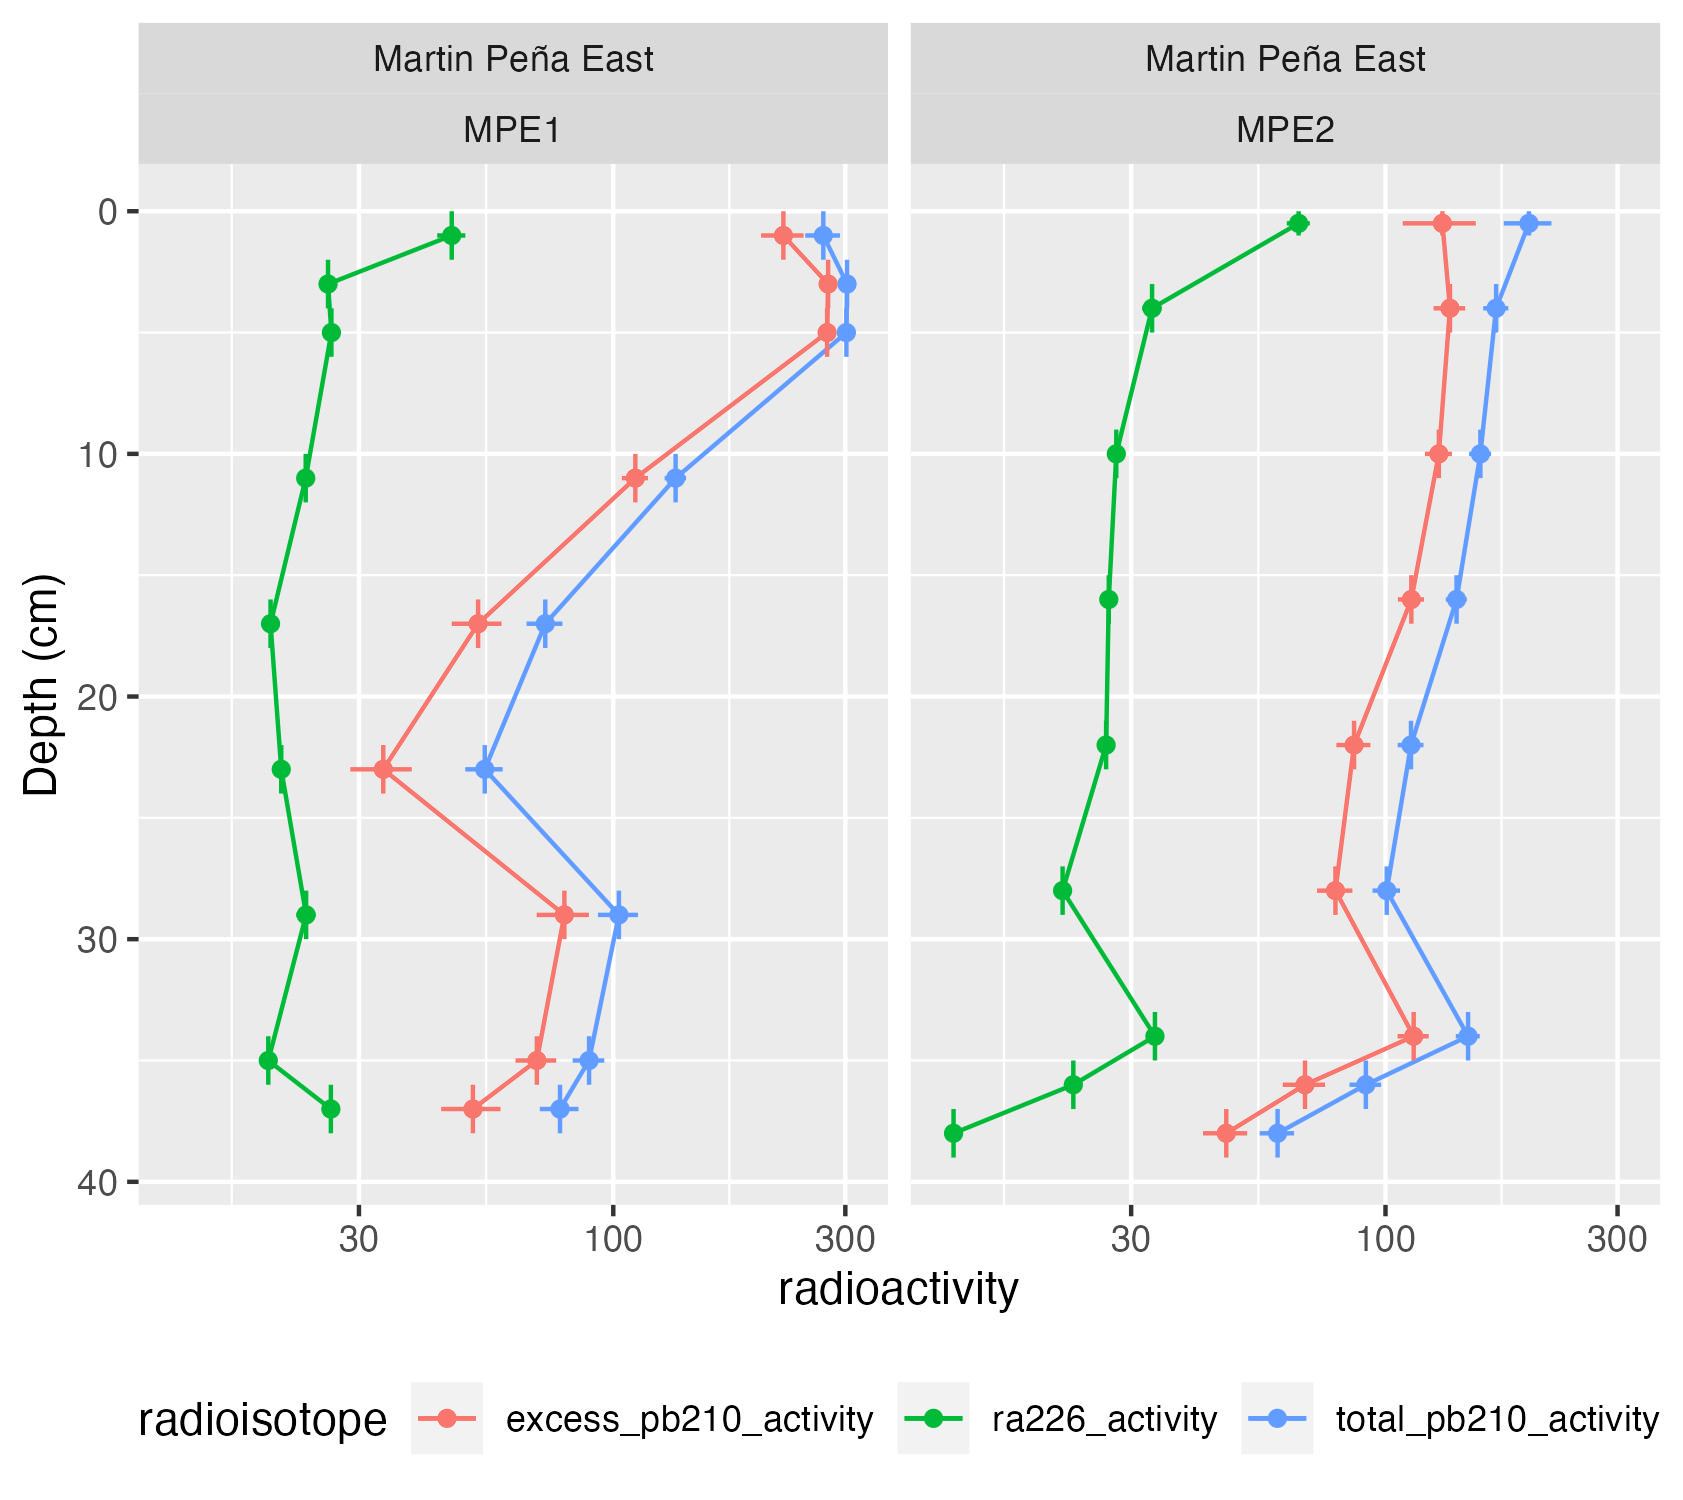 Martin Peña East
Martin Peña East
MPE1
MPE2
0
10
20
30
40
Depth (cm)
30
100
300
30
100
300
radioactivity
radioisotope
excess_pb210_activity
ra226_activity
total_pb210_activity